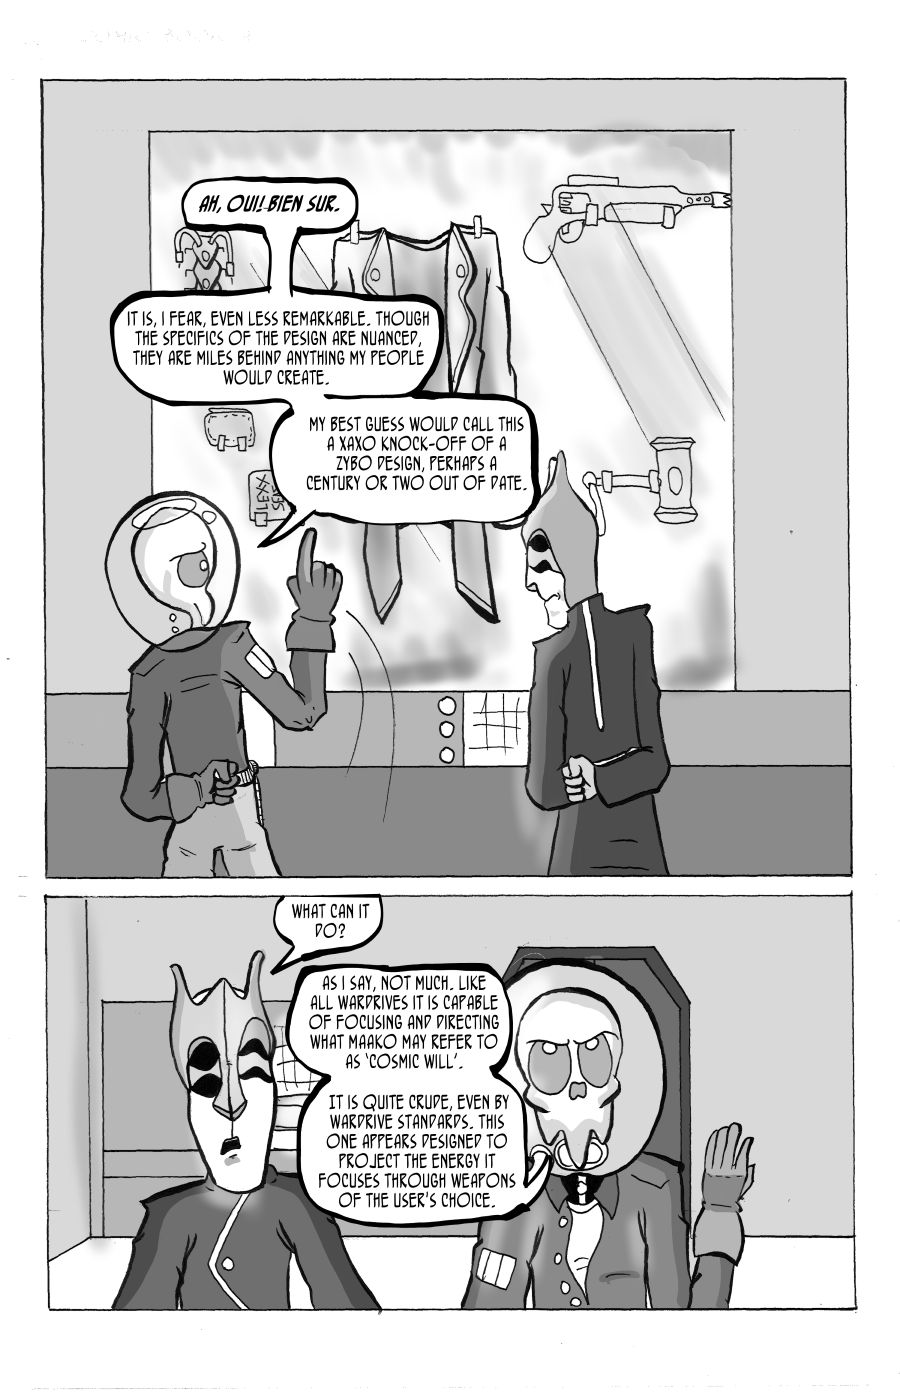 AH, OUI! BIEN SUR.
IT IS, I FEAR, EVEN LESS REMARKABLE. THOUGH
THE SPECIFICS OF THE DESIGN ARE NUANCED,
THEY ARE MILES BEHIND ANYTHING MY PEOPLE
WOULD CREATE.
MY BEST GUESS WOULD CALL THIS
A XAXO KNOCK-OFF OF A
ZYBO DESIGN, PERHAPS A
CENTURY OR TWO OUT OF DATE.
LEXX
WHAT CAN IT
DO?
AS I SAY, NOT MUCH. LIKE
ALL WARDRIVES IT IS CAPABLE
OF FOCUSING AND DIRECTING
WHAT MAAKO MAY REFER TO
AS 'COSMIC WILL'.
IT IS QUITE CRUDE, EVEN BY
WARDRIVE STANDARDS. THIS
ONE APPEARS DESIGNED TO
PROJECT THE ENERGY IT
FOCUSES THROUGH WEAPONS
OF THE USER'S CHOICE.